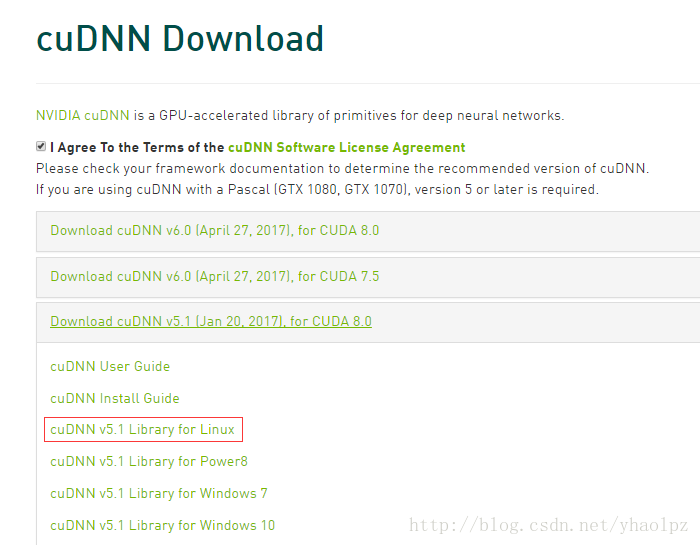 cuDNN Download
NVIDIA cuDNN is a GPU-accelerated library of primitives for deep neural networks.
I Agree To the Terms of the cuDNN Software License Agreement
Please check your framework documentation to determine the recommended version of cuDNN.
If you are using cuDNN with a Pascal (GTX 1080, GTX 1070), version 5 or later is required.
Download cuDNN v6.0 (April 27, 2017), for CUDA 8.0
Download cuDNN v6.0 (April 27, 2017), for CUDA 7.5
Download cuDNN v5.1 (Jan 20, 2017), for CUDA 8.0
cuDNN User Guide
cuDNN Install Guide
cuDNN v5.1 Library for Linux
cuDNN v5.1 Library for Power8
cuDNN v5.1 Library for Windows 7
cuDNN v5.1 Library for Windows 10
http://blog.csdn.net/yhaolpz